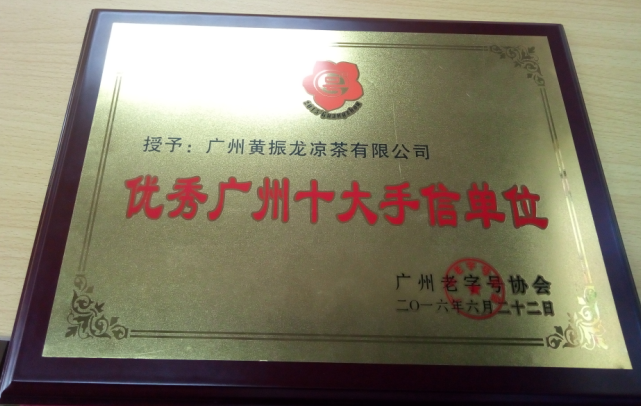 授予：广州黄振龙凉茶有限公司
优秀广州十大手信单位
广州老字号协会
二〇一六年六月二十二日